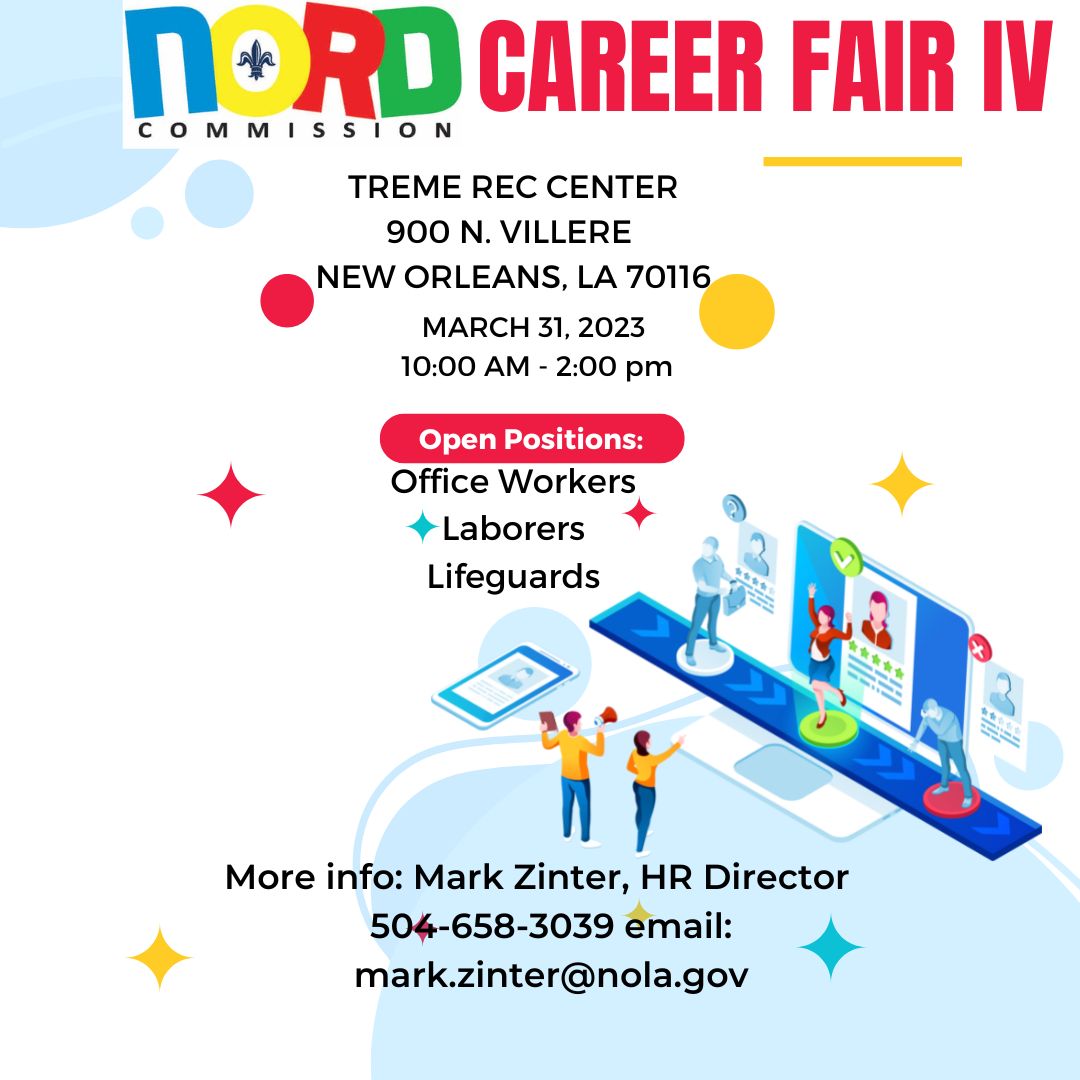 NORD
COMMISSION
CAREER FAIR IV
TREME REC CENTER
900 N. VILLERE
NEW ORLEANS, LA 70116
MARCH 31, 2023
10:00 AM - 2:00 pm
Open Positions:
Office Workers
Laborers
Lifeguards
More info: Mark Zinter, HR Director
504-658-3039 email:
mark.zinter@nola.gov